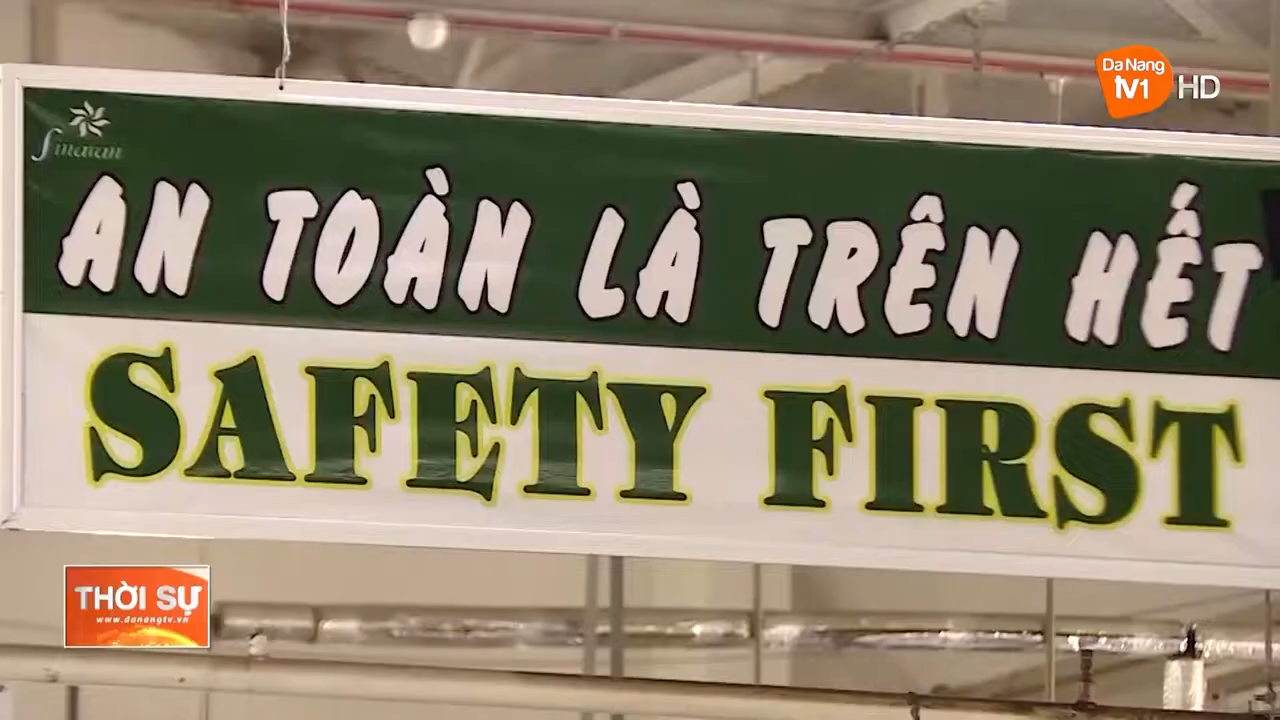 Da Nang
TV1 HD
Sinaran
AN TOÀN LÀ TRÊN HẾT
SAFETY FIRST
THỜI SỰ
www.danangtv.vn